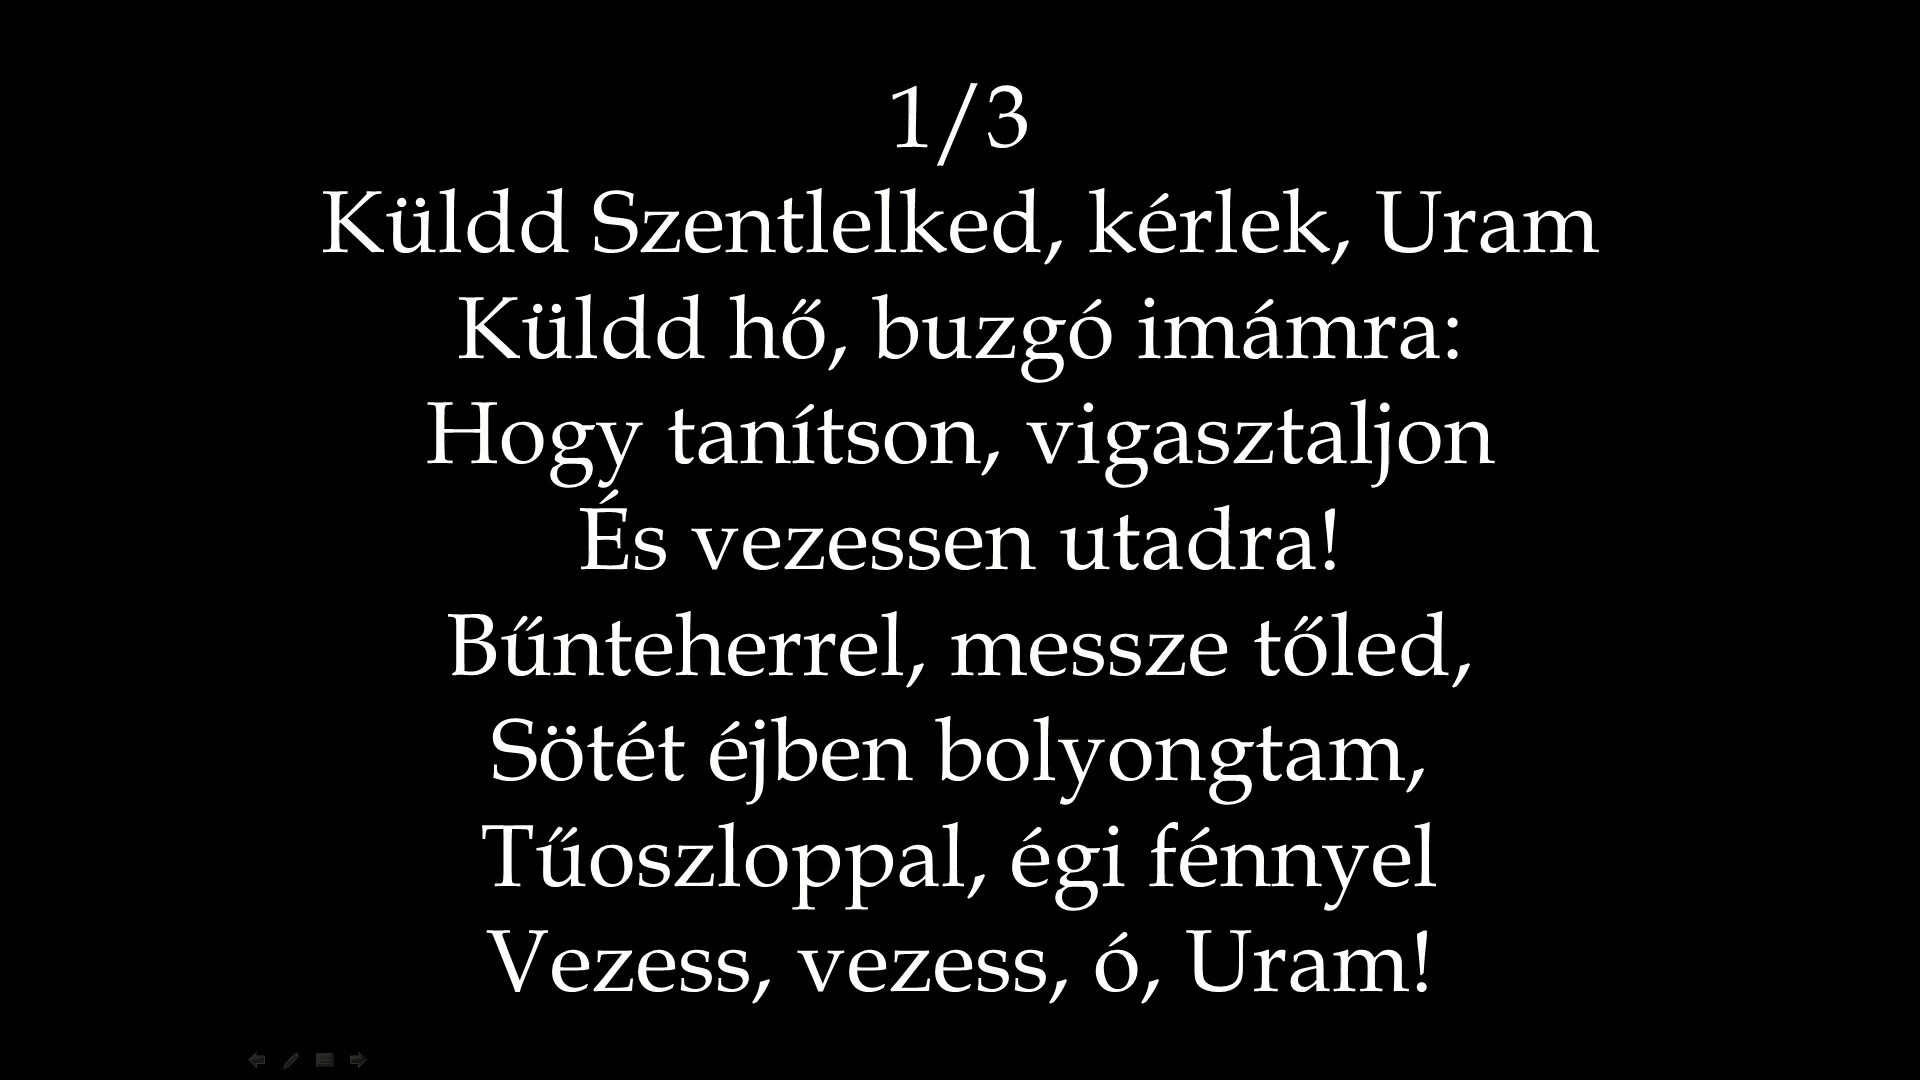 1/3
Küldd Szentlelked, kérlek, Uram
Küldd hő, buzgó imámra:
Hogy tanítson, vigasztaljon
És vezessen utadra!
Bűnteherrel, messze tőled,
Sötét éjben bolyongtam,
Tűoszloppal, égi fénnyel
Vezess, vezess, ó, Uram!